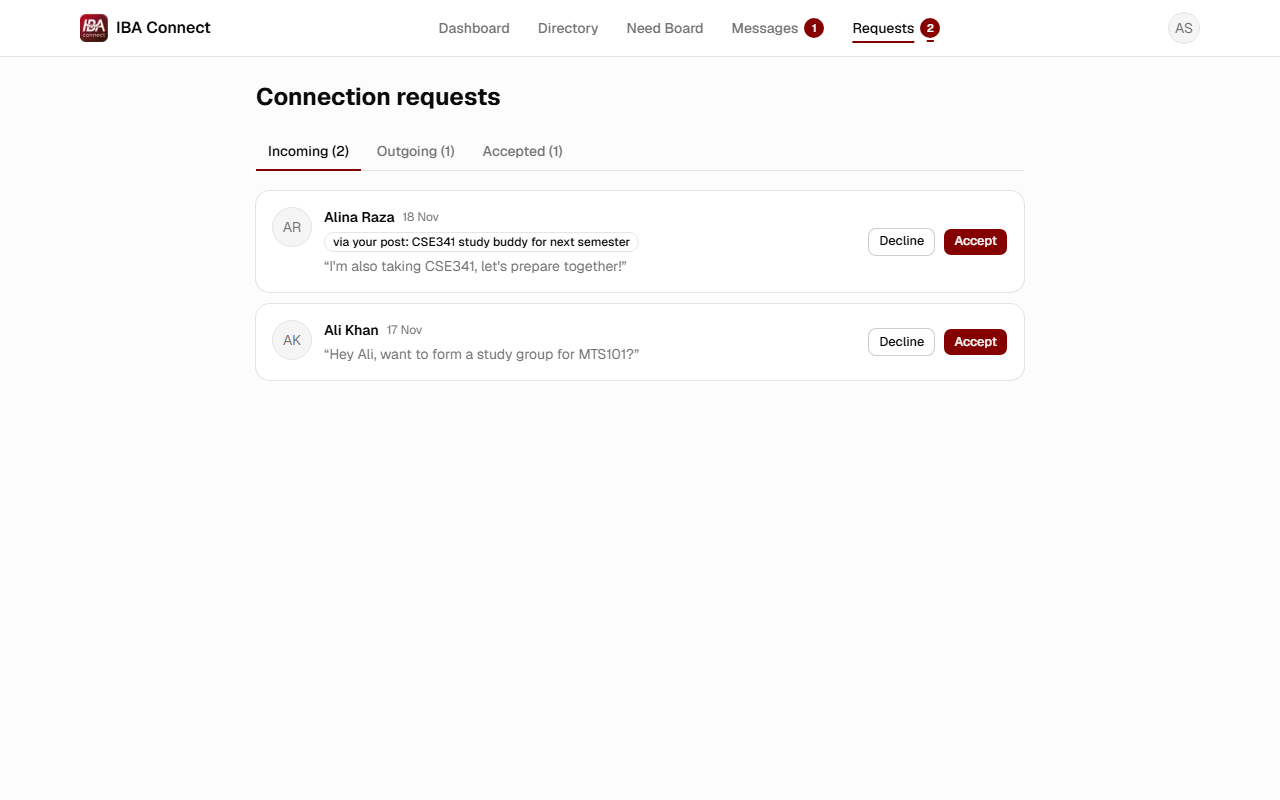 IBA connect IBA Connect Dashboard Directory Need Board Messages 1 Requests 2 AS
Connection requests
Incoming (2) Outgoing (1) Accepted (1)
AR Alina Raza 18 Nov
via your post: CSE341 study buddy for next semester
“I'm also taking CSE341, let's prepare together!”
Decline Accept
AK Ali Khan 17 Nov
“Hey Ali, want to form a study group for MTS101?”
Decline Accept